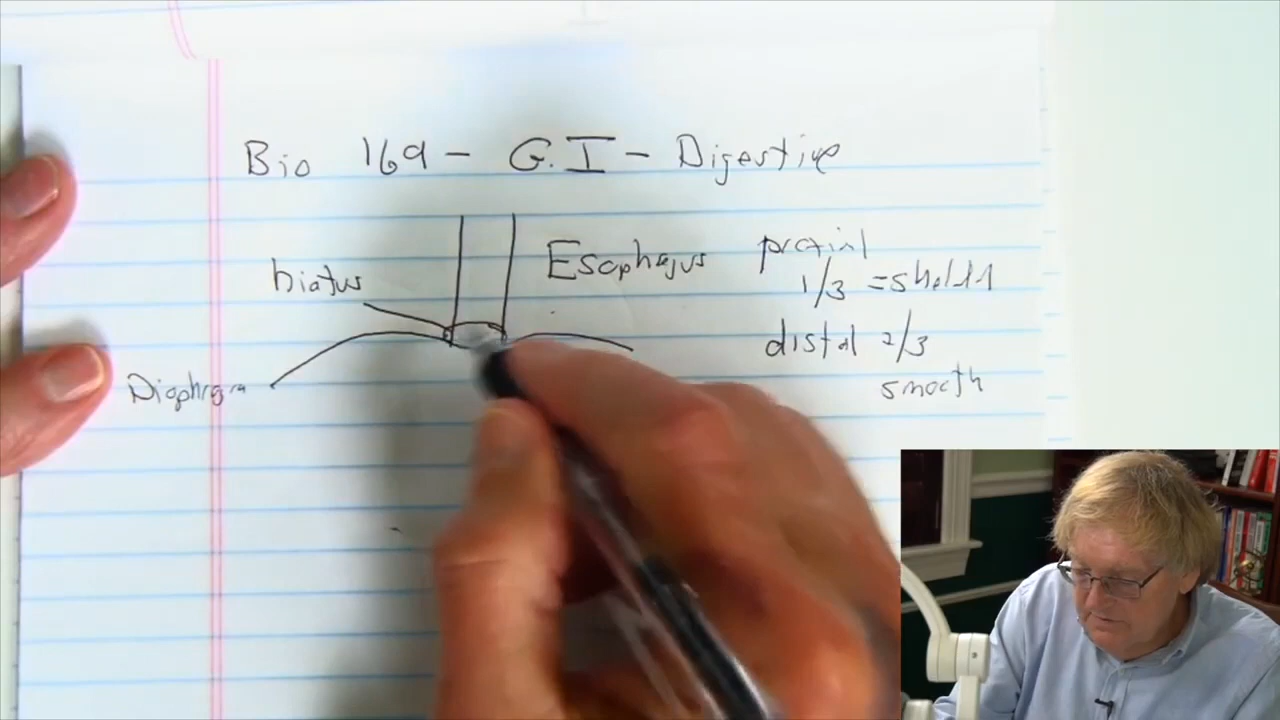 Bio 169 - G.I - Digestive
hiatus
Esophagus
proximal
1/3 = skeletal
distal 2/3
smooth
Diaphragm